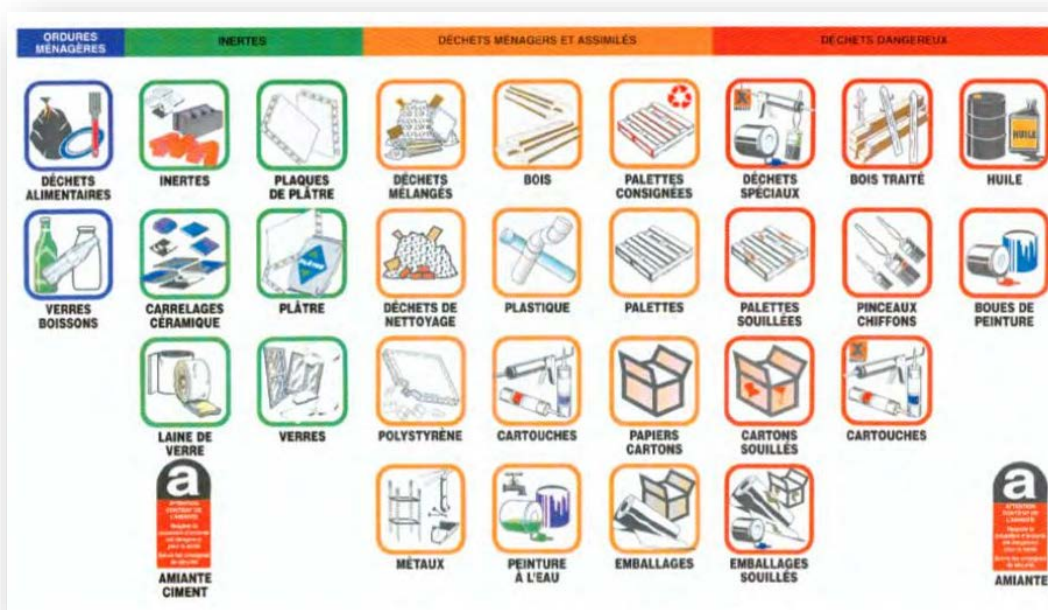 ORDURES
MÉNAGÈRES
INERTES
DÉCHETS MÉNAGERS ET ASSIMILÉS
DÉCHETS DANGEREUX
DÉCHETS
ALIMENTAIRES
INERTES
PLAQUES
DE PLÂTRE
DÉCHETS
MÉLANGÉS
BOIS
PALETTES
CONSIGNÉES
DÉCHETS
SPÉCIAUX
BOIS TRAITÉ
HUILE
HUILE
VERRES
BOISSONS
CARRELAGES
CÉRAMIQUE
PLÂTRE
DÉCHETS DE
NETTOYAGE
PLASTIQUE
PALETTES
PALETTES
SOUILLÉES
PINCEAUX
CHIFFONS
BOUES DE
PEINTURE
LAINE DE
VERRE
VERRES
POLYSTYRÈNE
CARTOUCHES
PAPIERS
CARTONS
CARTONS
SOUILLÉS
CARTOUCHES
a
AMIANTE
CIMENT
MÉTAUX
PEINTURE
À L'EAU
EMBALLAGES
EMBALLAGES
SOUILLÉS
a
AMIANTE